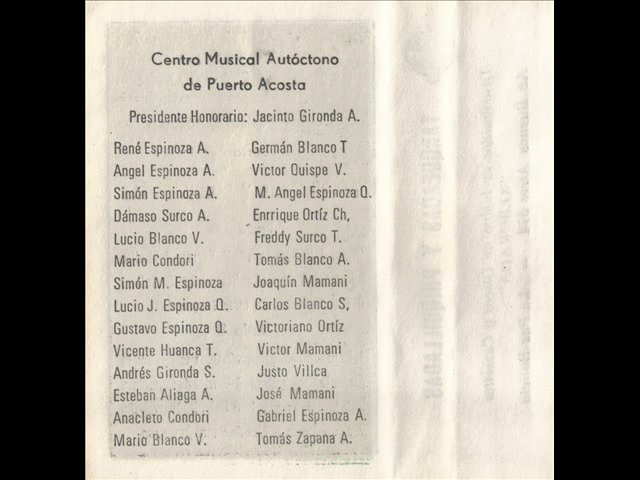 Centro Musical Autóctono
de Puerto Acosta
Presidente Honorario: Jacinto Gironda A.
René Espinoza A. Germán Blanco T
Angel Espinoza A. Victor Quispe V.
Simón Espinoza A. M. Angel Espinoza Q.
Dámaso Surco A. Enrrique Ortíz Ch,
Lucio Blanco V. Freddy Surco T.
Mario Condori Tomás Blanco A.
Simón M. Espinoza Joaquín Mamani
Lucio J. Espinoza Q. Carlos Blanco S,
Gustavo Espinoza Q. Victoriano Ortíz
Vicente Huanca T. Victor Mamani
Andrés Gironda S. Justo Villca
Esteban Aliaga A. José Mamani
Anacleto Condori Gabriel Espinoza A.
Mario Blanco V. Tomás Zapana A.